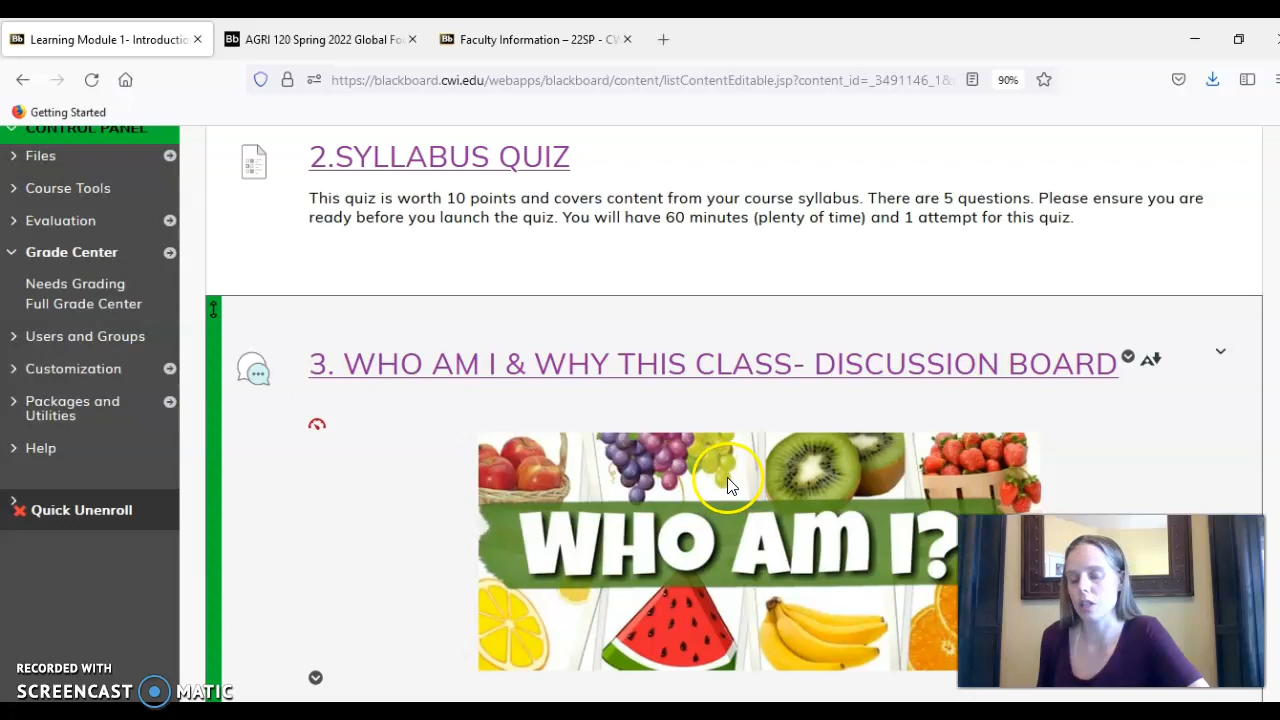 Bb Learning Module 1- Introductio
Bb AGRI 120 Spring 2022 Global Fo
Bb Faculty Information – 22SP - CW
https://blackboard.cwi.edu/webapps/blackboard/content/listContentEditable.jsp?content_id=_3491146_1&
90%
Getting Started
CONTROL PANEL
Files
Course Tools
Evaluation
Grade Center
Needs Grading
Full Grade Center
Users and Groups
Customization
Packages and
Utilities
Help
Quick Unenroll
2.SYLLABUS QUIZ
This quiz is worth 10 points and covers content from your course syllabus. There are 5 questions. Please ensure you are
ready before you launch the quiz. You will have 60 minutes (plenty of time) and 1 attempt for this quiz.
3. WHO AM I & WHY THIS CLASS- DISCUSSION BOARD
WHO AM I?
RECORDED WITH
SCREENCAST MATIC